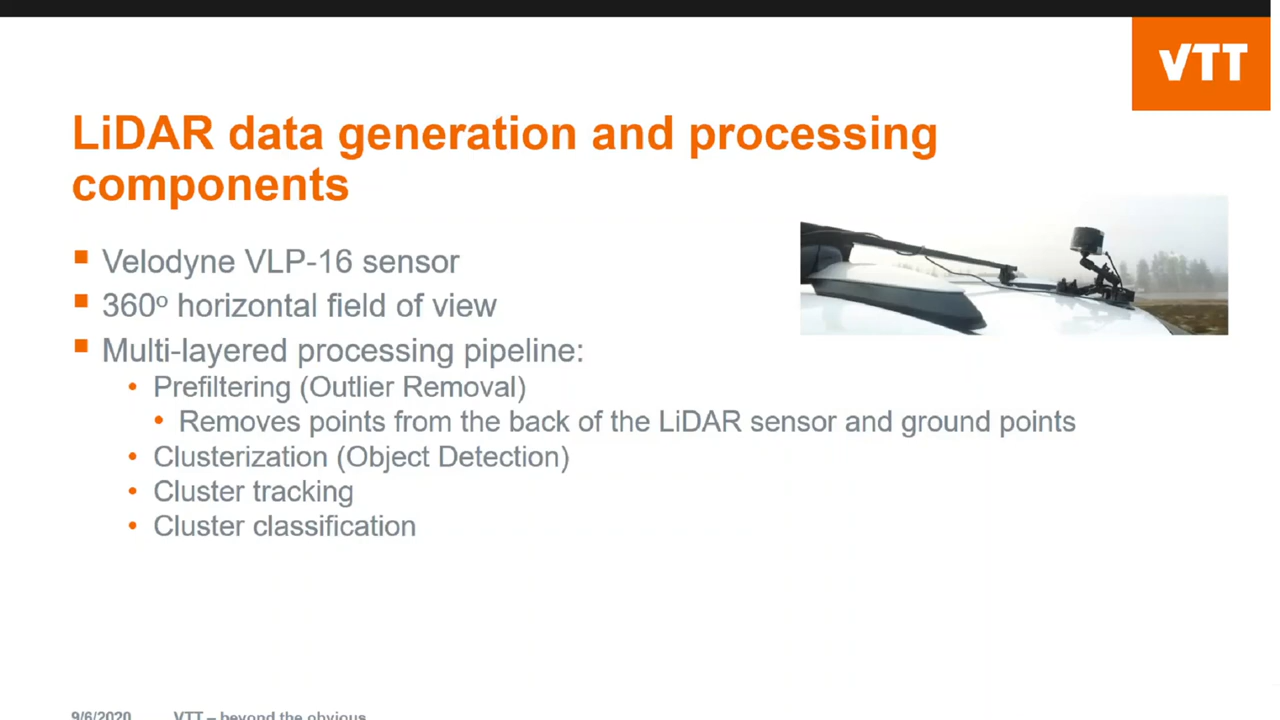 VTT
LiDAR data generation and processing
components
▪ Velodyne VLP-16 sensor
▪ 360º horizontal field of view
▪ Multi-layered processing pipeline:
• Prefiltering (Outlier Removal)
• Removes points from the back of the LiDAR sensor and ground points
• Clusterization (Object Detection)
• Cluster tracking
• Cluster classification
9/6/2020 VTT – beyond the obvious